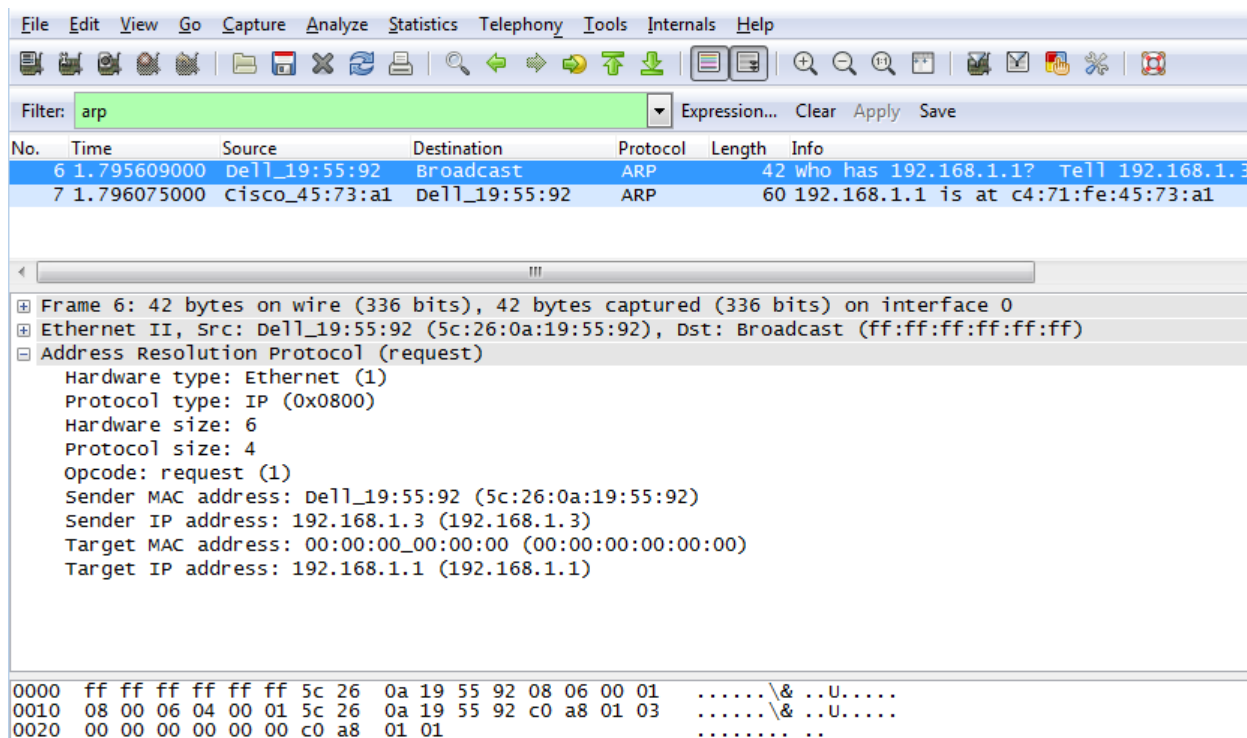 File Edit View Go Capture Analyze Statistics Telephony Tools Internals Help
Filter: arp Expression... Clear Apply Save
No. Time Source Destination Protocol Length Info
6 1.795609000 Dell_19:55:92 Broadcast ARP 42 who has 192.168.1.1? Tell 192.168.1.3
7 1.796075000 Cisco_45:73:a1 Dell_19:55:92 ARP 60 192.168.1.1 is at c4:71:fe:45:73:a1
Frame 6: 42 bytes on wire (336 bits), 42 bytes captured (336 bits) on interface 0
Ethernet II, Src: Dell_19:55:92 (5c:26:0a:19:55:92), Dst: Broadcast (ff:ff:ff:ff:ff:ff)
Address Resolution Protocol (request)
Hardware type: Ethernet (1)
Protocol type: IP (0x0800)
Hardware size: 6
Protocol size: 4
Opcode: request (1)
Sender MAC address: Dell_19:55:92 (5c:26:0a:19:55:92)
Sender IP address: 192.168.1.3 (192.168.1.3)
Target MAC address: 00:00:00_00:00:00 (00:00:00:00:00:00)
Target IP address: 192.168.1.1 (192.168.1.1)
0000 ff ff ff ff ff ff 5c 26 0a 19 55 92 08 06 00 01 ......\& ..U.....
0010 08 00 06 04 00 01 5c 26 0a 19 55 92 c0 a8 01 03 ......\& ..U.....
0020 00 00 00 00 00 00 c0 a8 01 01 ........ ..